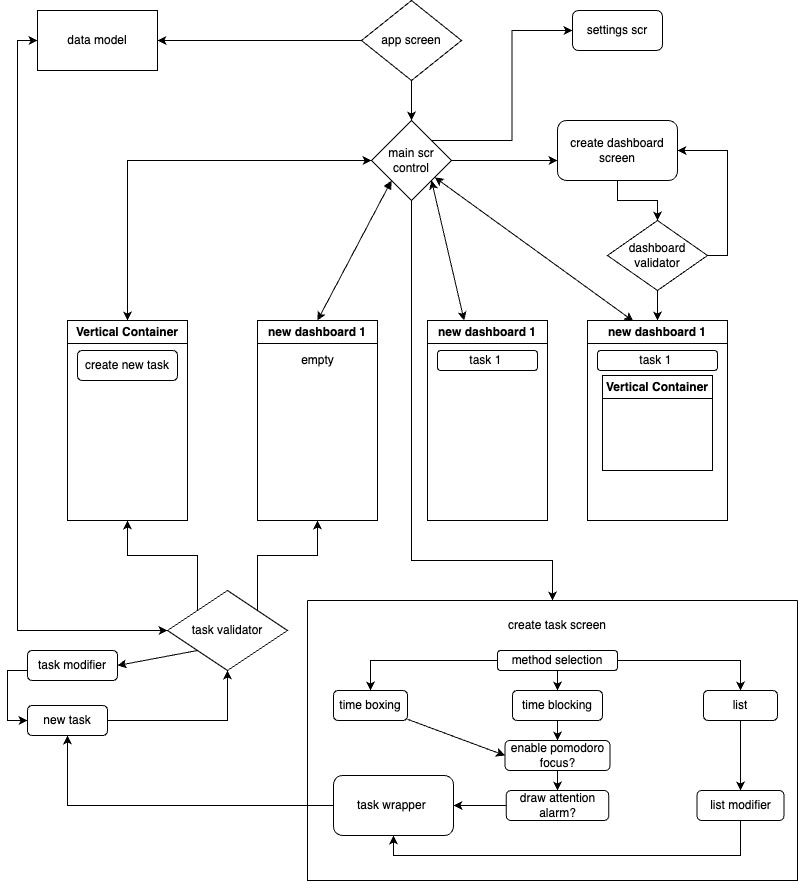 data model
app screen
settings scr
main scr
control
create dashboard
screen
dashboard
validator
Vertical Container
create new task
new dashboard 1
empty
new dashboard 1
task 1
new dashboard 1
task 1
Vertical Container
task validator
task modifier
new task
create task screen
method selection
time boxing
time blocking
list
enable pomodoro
focus?
task wrapper
draw attention
alarm?
list modifier